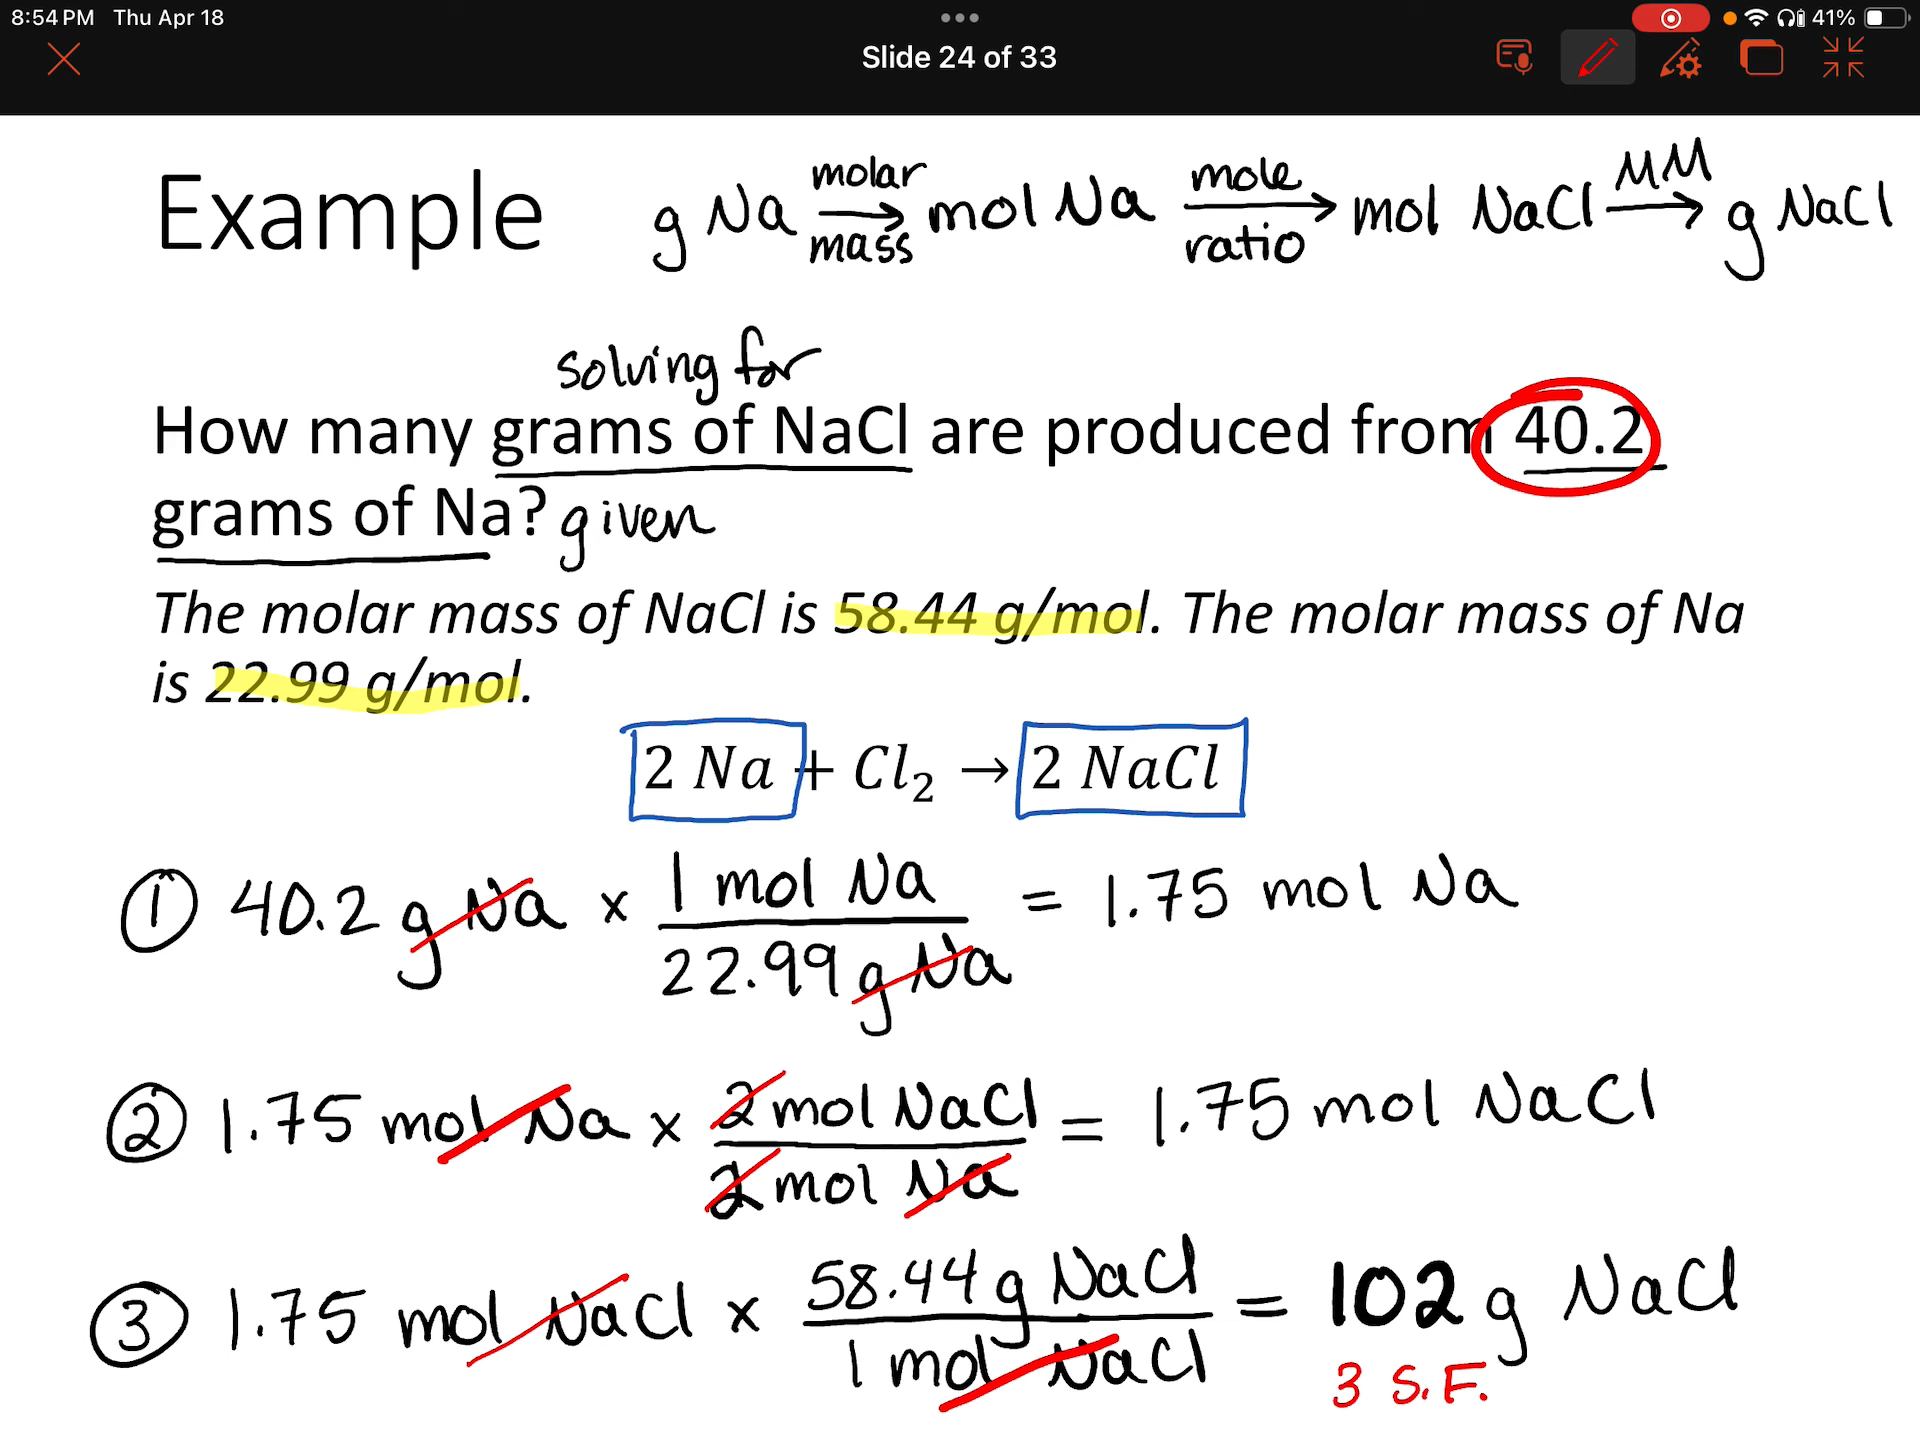 8:54 PM Thu Apr 18
41%
Slide 24 of 33
Example
g Na molar mass → mol Na mole ratio → mol NaCl MM → g NaCl
solving for
How many grams of NaCl are produced from 40.2
grams of Na? given
The molar mass of NaCl is 58.44 g/mol. The molar mass of Na
is 22.99 g/mol.
2 Na + Cl₂ → 2 NaCl
① 40.2 g Na x 1 mol Na / 22.99 g Na = 1.75 mol Na
② 1.75 mol Na x 2 mol NaCl / 2 mol Na = 1.75 mol NaCl
③ 1.75 mol NaCl x 58.44 g NaCl / 1 mol NaCl = 102 g NaCl
3 S.F.